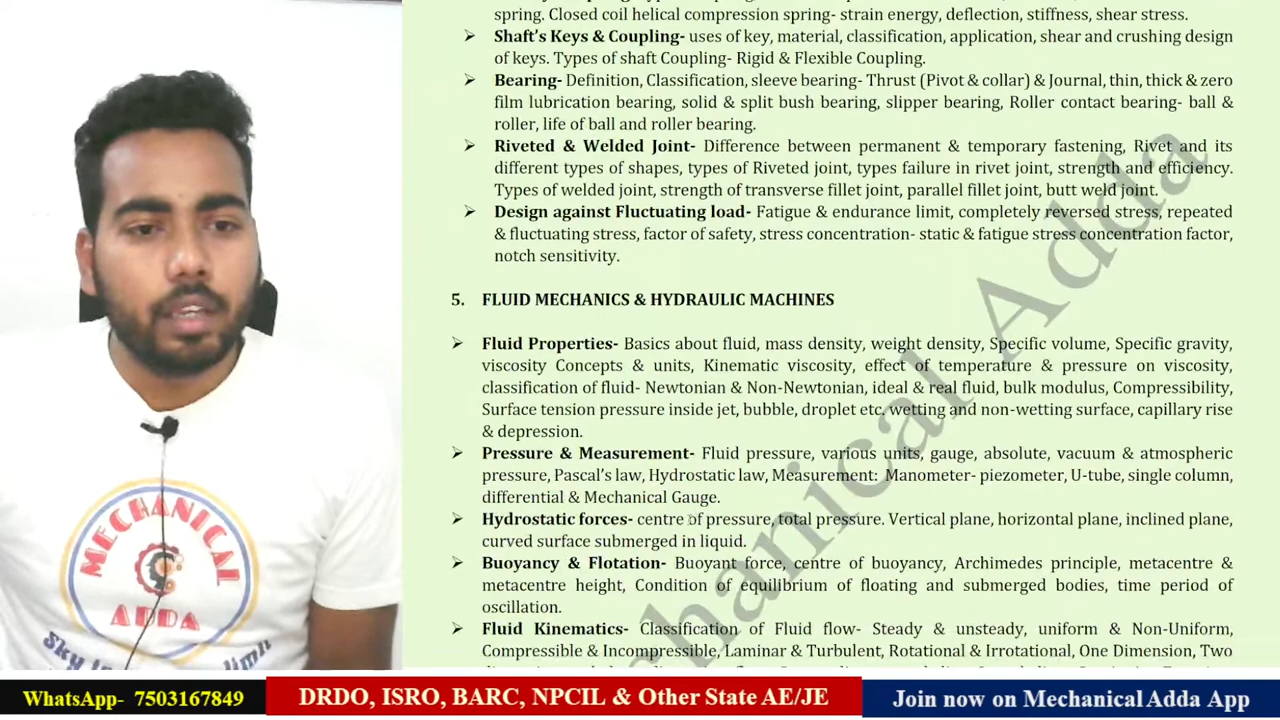 spring. Closed coil helical compression spring- strain energy, deflection, stiffness, shear stress.
➤ Shaft's Keys & Coupling- uses of key, material, classification, application, shear and crushing design
of keys. Types of shaft Coupling- Rigid & Flexible Coupling.
➤ Bearing- Definition, Classification, sleeve bearing- Thrust (Pivot & collar) & Journal, thin, thick & zero
film lubrication bearing, solid & split bush bearing, slipper bearing, Roller contact bearing- ball &
roller, life of ball and roller bearing.
➤ Riveted & Welded Joint- Difference between permanent & temporary fastening, Rivet and its
different types of shapes, types of Riveted joint, types failure in rivet joint, strength and efficiency.
Types of welded joint, strength of transverse fillet joint, parallel fillet joint, butt weld joint.
➤ Design against Fluctuating load- Fatigue & endurance limit, completely reversed stress, repeated
& fluctuating stress, factor of safety, stress concentration- static & fatigue stress concentration factor,
notch sensitivity.
5. FLUID MECHANICS & HYDRAULIC MACHINES
➤ Fluid Properties- Basics about fluid, mass density, weight density, Specific volume, Specific gravity,
viscosity Concepts & units, Kinematic viscosity, effect of temperature & pressure on viscosity,
classification of fluid- Newtonian & Non-Newtonian, ideal & real fluid, bulk modulus, Compressibility,
Surface tension pressure inside jet, bubble, droplet etc. wetting and non-wetting surface, capillary rise
& depression.
➤ Pressure & Measurement- Fluid pressure, various units, gauge, absolute, vacuum & atmospheric
pressure, Pascal's law, Hydrostatic law, Measurement: Manometer- piezometer, U-tube, single column,
differential & Mechanical Gauge.
➤ Hydrostatic forces- centre of pressure, total pressure. Vertical plane, horizontal plane, inclined plane,
curved surface submerged in liquid.
➤ Buoyancy & Flotation- Buoyant force, centre of buoyancy, Archimedes principle, metacentre &
metacentre height, Condition of equilibrium of floating and submerged bodies, time period of
oscillation.
➤ Fluid Kinematics- Classification of Fluid flow- Steady & unsteady, uniform & Non-Uniform,
Compressible & Incompressible, Laminar & Turbulent, Rotational & Irrotational, One Dimension, Two
hanical Adda
MECHANICAL
ADDA
WhatsApp- 7503167849
DRDO, ISRO, BARC, NPCIL & Other State AE/JE
Join now on Mechanical Adda App